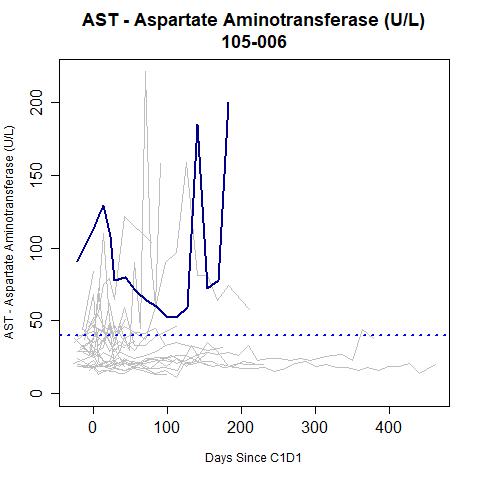 AST - Aspartate Aminotransferase (U/L)
105-006
AST - Aspartate Aminotransferase (U/L)
200
150
100
50
0
0 100 200 300 400
Days Since C1D1